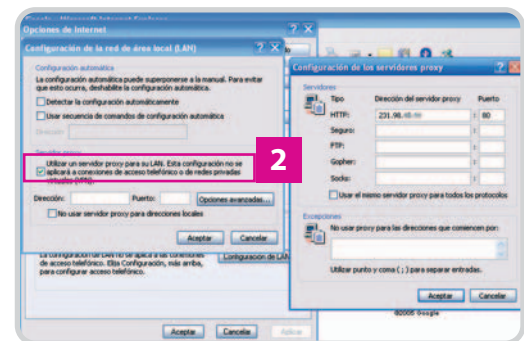 Google - Microsoft Internet Explorer
Opciones de Internet
Configuración de la red de área local (LAN)
Configuración automática
La configuración automática puede superponerse a la manual. Para evitar
que esto ocurra, deshabilite la configuración automática.
Detectar la configuración automáticamente
Usar secuencia de comandos de configuración automática
Dirección
Servidor proxy
Utilizar un servidor proxy para su LAN. Esta configuración no se
aplicará a conexiones de acceso telefónico o de redes privadas
virtuales (VPN).
Dirección:
Puerto:
Opciones avanzadas...
No usar servidor proxy para direcciones locales
Aceptar
Cancelar
2
La configuración de LAN no se aplica a las conexiones
de acceso telefónico. Elija Configuración, más arriba,
para configurar acceso telefónico.
Configuración de LAN
Aceptar
Cancelar
Aplicar
Configuración de los servidores proxy
Servidores
Tipo
Dirección del servidor proxy
Puerto
HTTP:
231.98.
: 80
Seguro:
:
FTP:
:
Gopher:
:
Socks:
:
Usar el mismo servidor proxy para todos los protocolos
Excepciones
No usar proxy para las direcciones que comiencen por:
Utilizar punto y coma ( ; ) para separar entradas.
Aceptar
Cancelar
©2005 Google